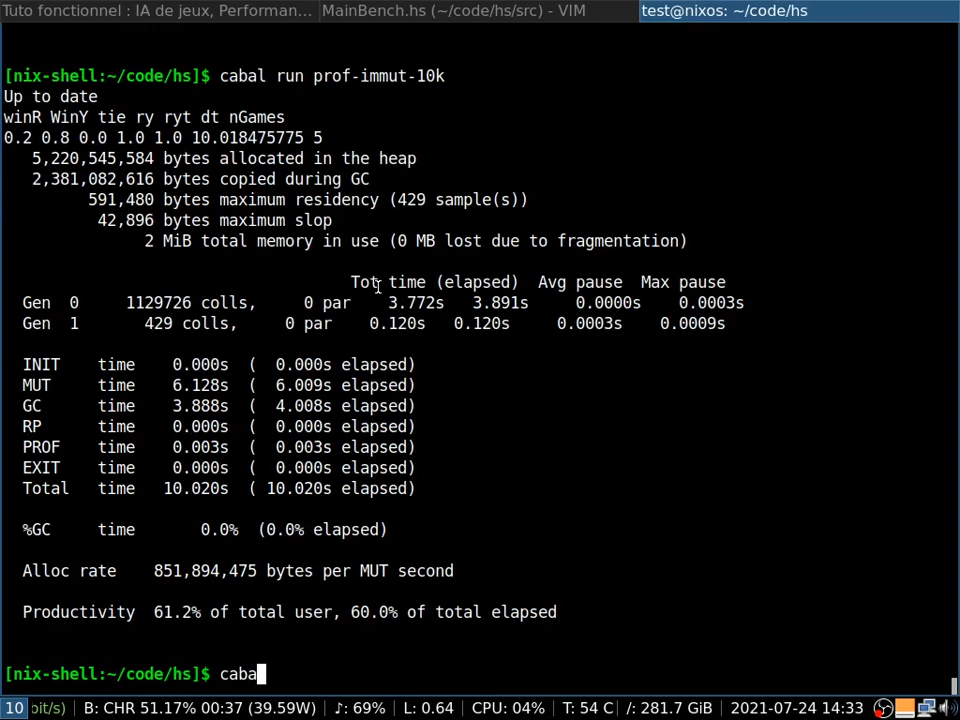 Tuto fonctionnel : IA de jeux, Performan... MainBench.hs (~/code/hs/src) - VIM test@nixos: ~/code/hs
[nix-shell:~/code/hs]$ cabal run prof-immut-10k
Up to date
winR WinY tie ry ryt dt nGames
0.2 0.8 0.0 1.0 1.0 10.018475775 5
5,220,545,584 bytes allocated in the heap
2,381,082,616 bytes copied during GC
591,480 bytes maximum residency (429 sample(s))
42,896 bytes maximum slop
2 MiB total memory in use (0 MB lost due to fragmentation)
Tot time (elapsed) Avg pause Max pause
Gen 0 1129726 colls, 0 par 3.772s 3.891s 0.0000s 0.0003s
Gen 1 429 colls, 0 par 0.120s 0.120s 0.0003s 0.0009s
INIT time 0.000s ( 0.000s elapsed)
MUT time 6.128s ( 6.009s elapsed)
GC time 3.888s ( 4.008s elapsed)
RP time 0.000s ( 0.000s elapsed)
PROF time 0.003s ( 0.003s elapsed)
EXIT time 0.000s ( 0.000s elapsed)
Total time 10.020s ( 10.020s elapsed)
%GC time 0.0% (0.0% elapsed)
Alloc rate 851,894,475 bytes per MUT second
Productivity 61.2% of total user, 60.0% of total elapsed
[nix-shell:~/code/hs]$ caba
10 bit/s) | B: CHR 51.17% 00:37 (39.59W) | ♪: 69% | L: 0.64 | CPU: 04% | T: 54 C | /: 281.7 GiB | 2021-07-24 14:33